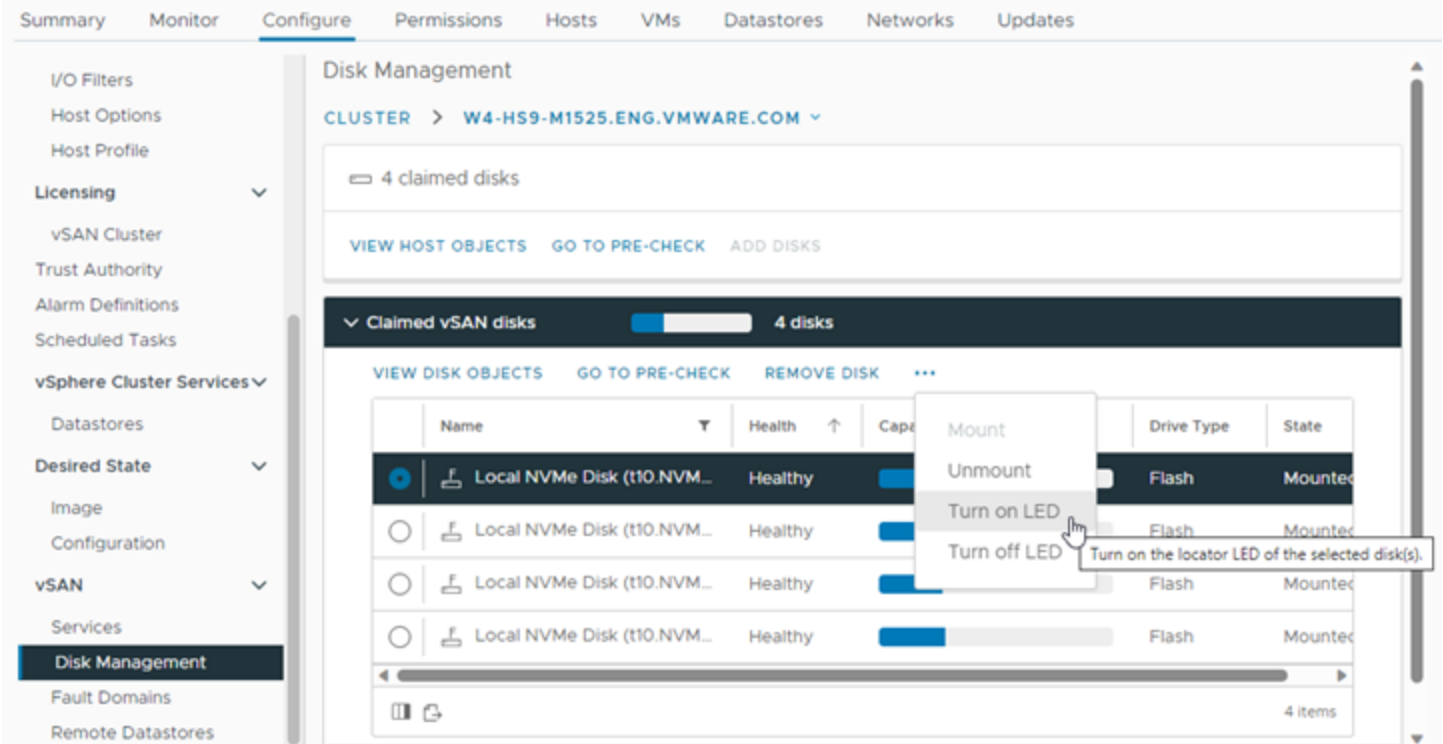 Summary Monitor Configure Permissions Hosts VMs Datastores Networks Updates
I/O Filters
Host Options
Host Profile
Licensing
vSAN Cluster
Trust Authority
Alarm Definitions
Scheduled Tasks
vSphere Cluster Services
Datastores
Desired State
Image
Configuration
vSAN
Services
Disk Management
Fault Domains
Remote Datastores
Disk Management
CLUSTER > W4-HS9-M1525.ENG.VMWARE.COM
4 claimed disks
VIEW HOST OBJECTS GO TO PRE-CHECK ADD DISKS
Claimed vSAN disks 4 disks
VIEW DISK OBJECTS GO TO PRE-CHECK REMOVE DISK ...
Name Health Capa Drive Type State
Local NVMe Disk (t10.NVM... Healthy Flash Mounted
Local NVMe Disk (t10.NVM... Healthy Flash Mounted
Local NVMe Disk (t10.NVM... Healthy Flash Mounted
Local NVMe Disk (t10.NVM... Healthy Flash Mounted
Mount
Unmount
Turn on LED
Turn off LED
Turn on the locator LED of the selected disk(s).
4 items